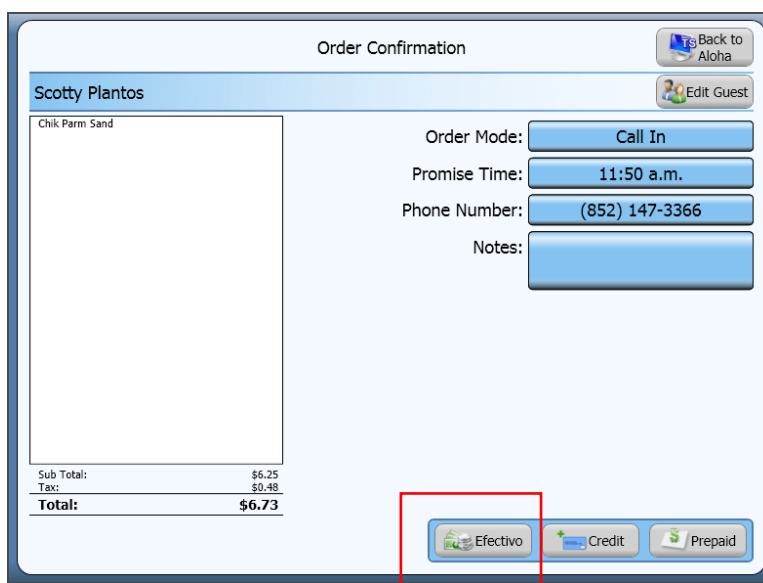 Order Confirmation
TS Back to
Aloha
Scotty Plantos
Edit Guest
Chik Parm Sand
Order Mode: Call In
Promise Time: 11:50 a.m.
Phone Number: (852) 147-3366
Notes:
Sub Total: $6.25
Tax: $0.48
Total: $6.73
Efectivo Credit $ Prepaid